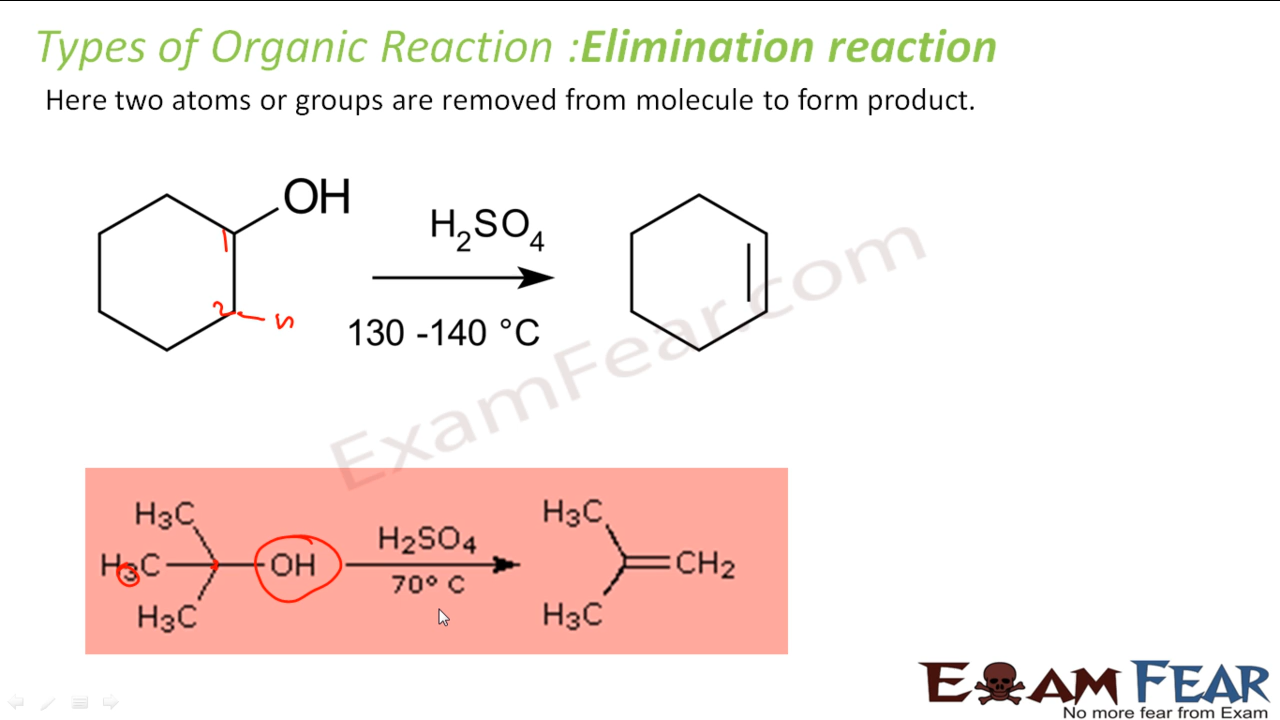 Types of Organic Reaction :Elimination reaction
Here two atoms or groups are removed from molecule to form product.
OH
H2SO4
130 -140 °C
1
2
ExamFear.com
H3C
H3C
OH
H3C
H2SO4
70° C
H3C
CH2
H3C
EXAM FEAR
No more fear from Exam